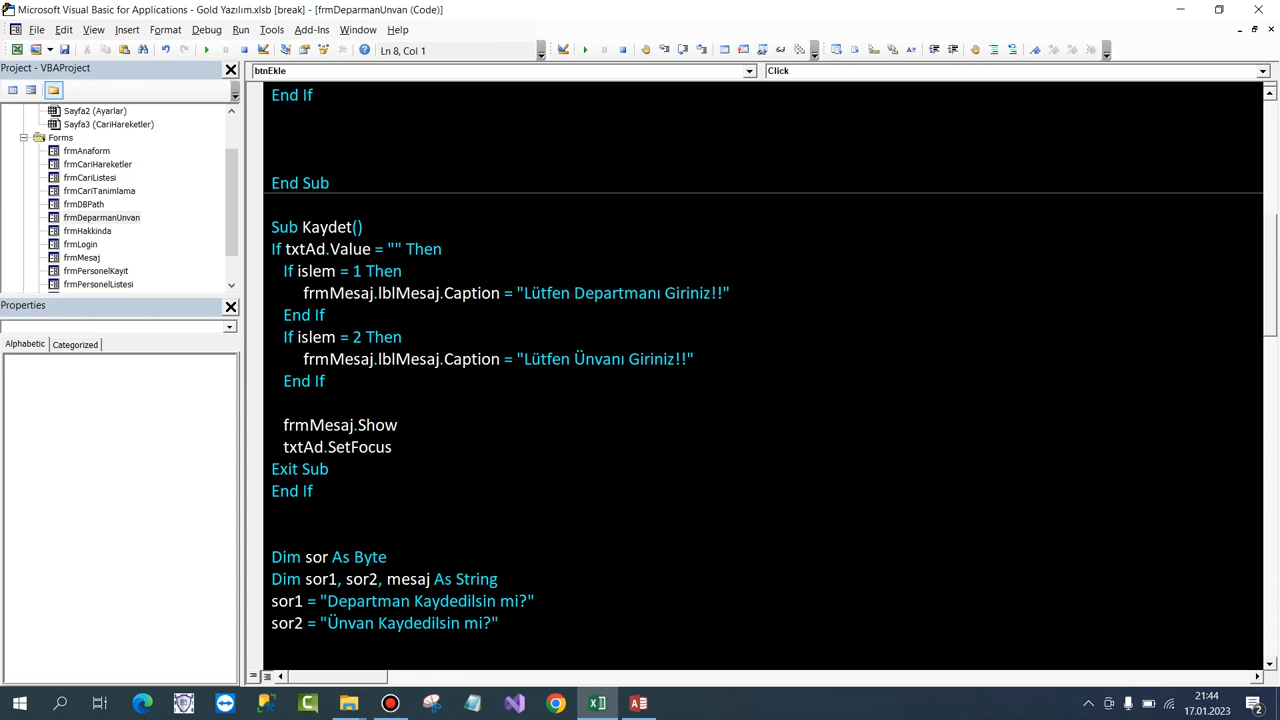 Microsoft Visual Basic for Applications - Gold Yazılım.xlsb [break] - [frmDeparmanUnvan (Code)]
File Edit View Insert Format Debug Run Tools Add-Ins Window Help
Ln 8, Col 1
Project - VBAProject
btnEkle
Click
Sayfa2 (Ayarlar)
Sayfa3 (CariHareketler)
Forms
frmAnaform
frmCariHareketler
frmCariListesi
frmCariTanimlama
frmDBPath
frmDeparmanUnvan
frmHakkinda
frmLogin
frmMesaj
frmPersonelKayit
frmPersonelListesi
Properties
Alphabetic Categorized
End If
End Sub
Sub Kaydet()
If txtAd.Value = "" Then
If islem = 1 Then
frmMesaj.lblMesaj.Caption = "Lütfen Departmanı Giriniz!!"
End If
If islem = 2 Then
frmMesaj.lblMesaj.Caption = "Lütfen Ünvanı Giriniz!!"
End If
frmMesaj.Show
txtAd.SetFocus
Exit Sub
End If
Dim sor As Byte
Dim sor1, sor2, mesaj As String
sor1 = "Departman Kaydedilsin mi?"
sor2 = "Ünvan Kaydedilsin mi?"
21:44
17.01.2023
2